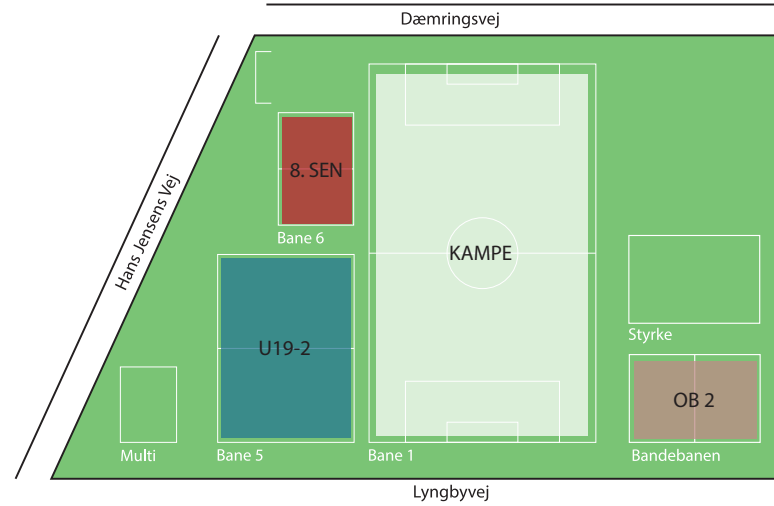 Dæmringsvej
Hans Jensens Vej
8. SEN
Bane 6
KAMPE
U19-2
Styrke
OB 2
Multi
Bane 5
Bane 1
Bandebanen
Lyngbyvej